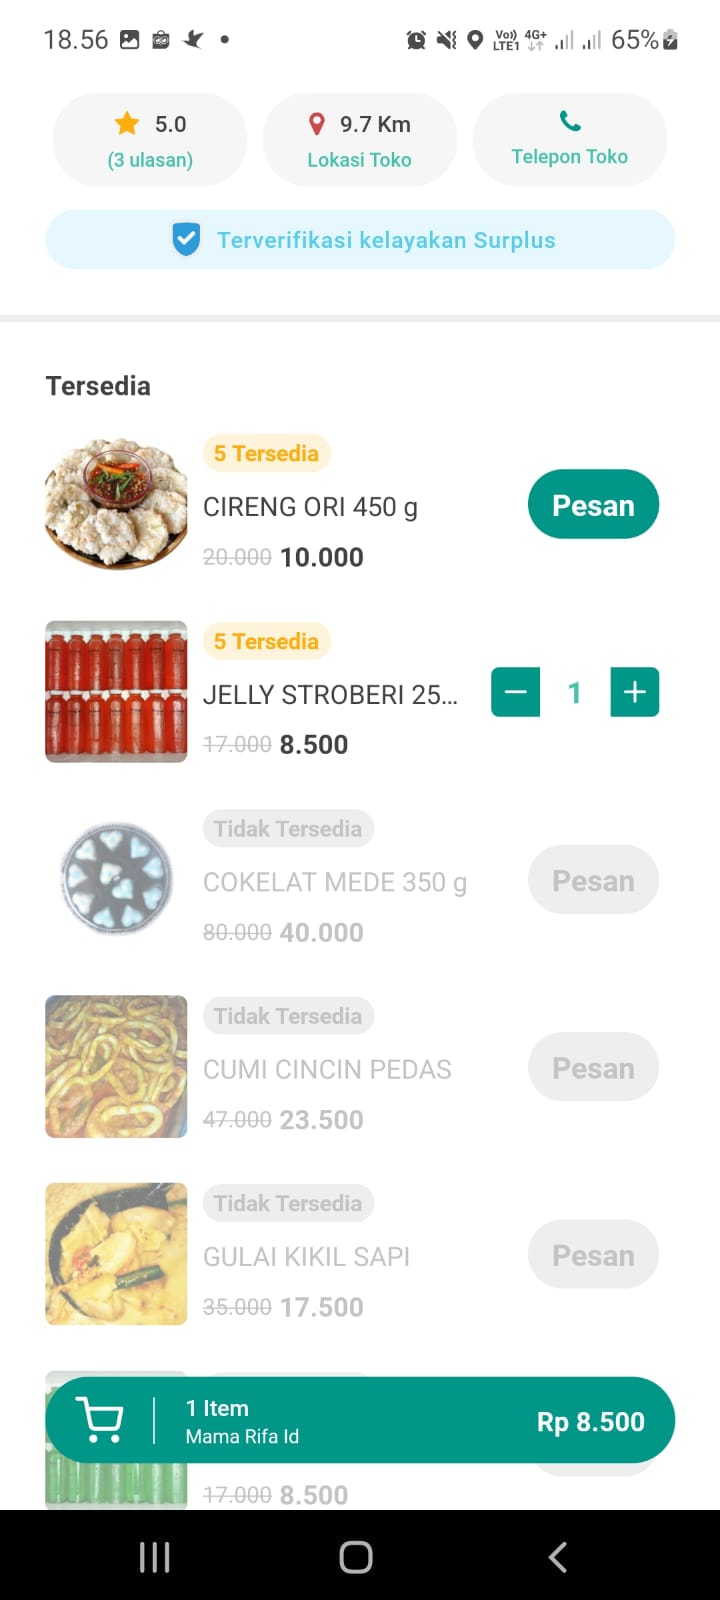 18.56 Vo)) LTE1 4G+ 65%
5.0 9.7 Km
(3 ulasan) Lokasi Toko Telepon Toko
Terverifikasi kelayakan Surplus
Tersedia
5 Tersedia
CIRENG ORI 450 g
Pesan
20.000 10.000
5 Tersedia
JELLY STROBERI 25...
1
17.000 8.500
Tidak Tersedia
COKELAT MEDE 350 g
Pesan
80.000 40.000
Tidak Tersedia
CUMI CINCIN PEDAS
Pesan
47.000 23.500
Tidak Tersedia
GULAI KIKIL SAPI
Pesan
35.000 17.500
1 Item
Mama Rifa Id
Rp 8.500
17.000 8.500